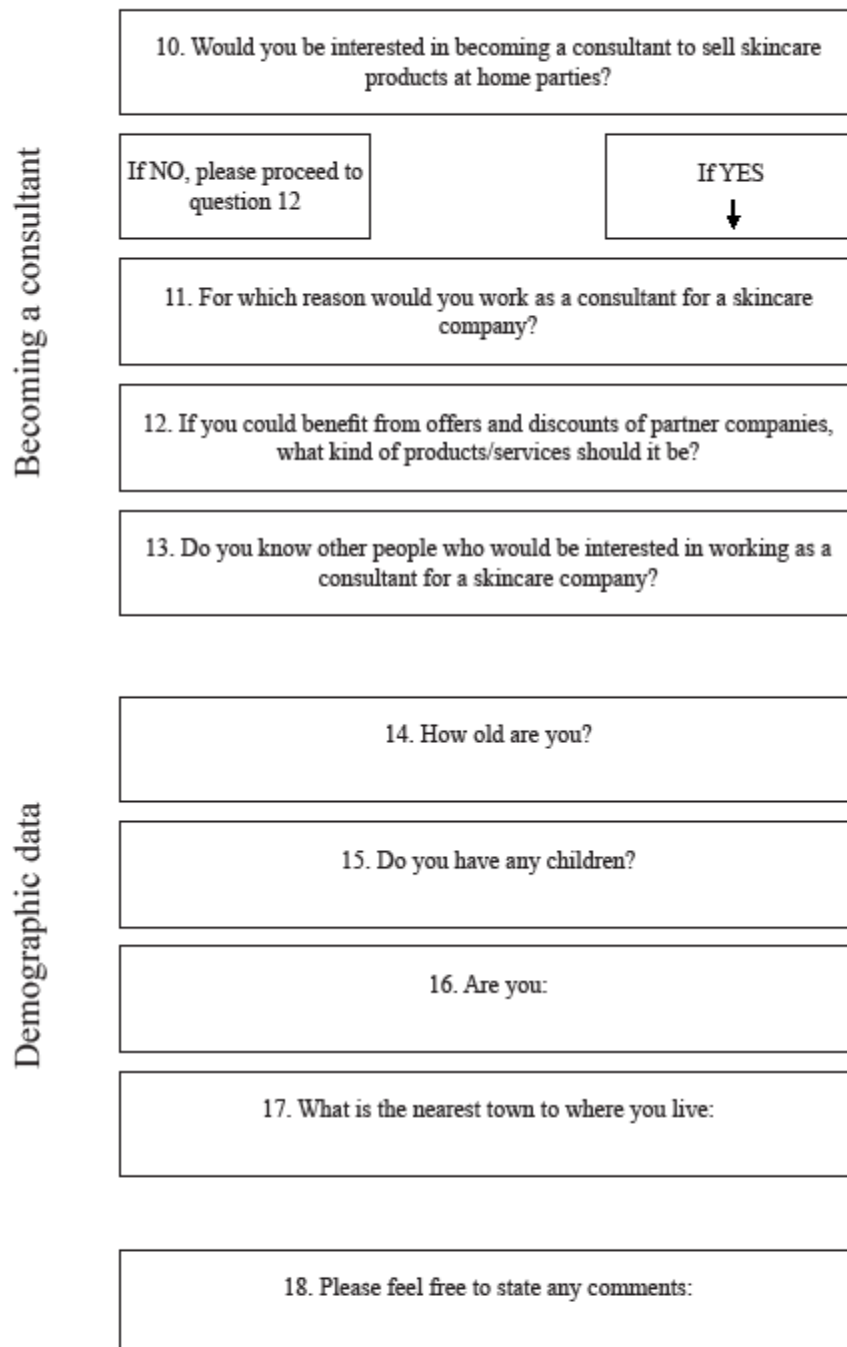 Becoming a consultant
10. Would you be interested in becoming a consultant to sell skincare
products at home parties?
If NO, please proceed to
question 12
If YES
11. For which reason would you work as a consultant for a skincare
company?
12. If you could benefit from offers and discounts of partner companies,
what kind of products/services should it be?
13. Do you know other people who would be interested in working as a
consultant for a skincare company?
Demographic data
14. How old are you?
15. Do you have any children?
16. Are you:
17. What is the nearest town to where you live:
18. Please feel free to state any comments: